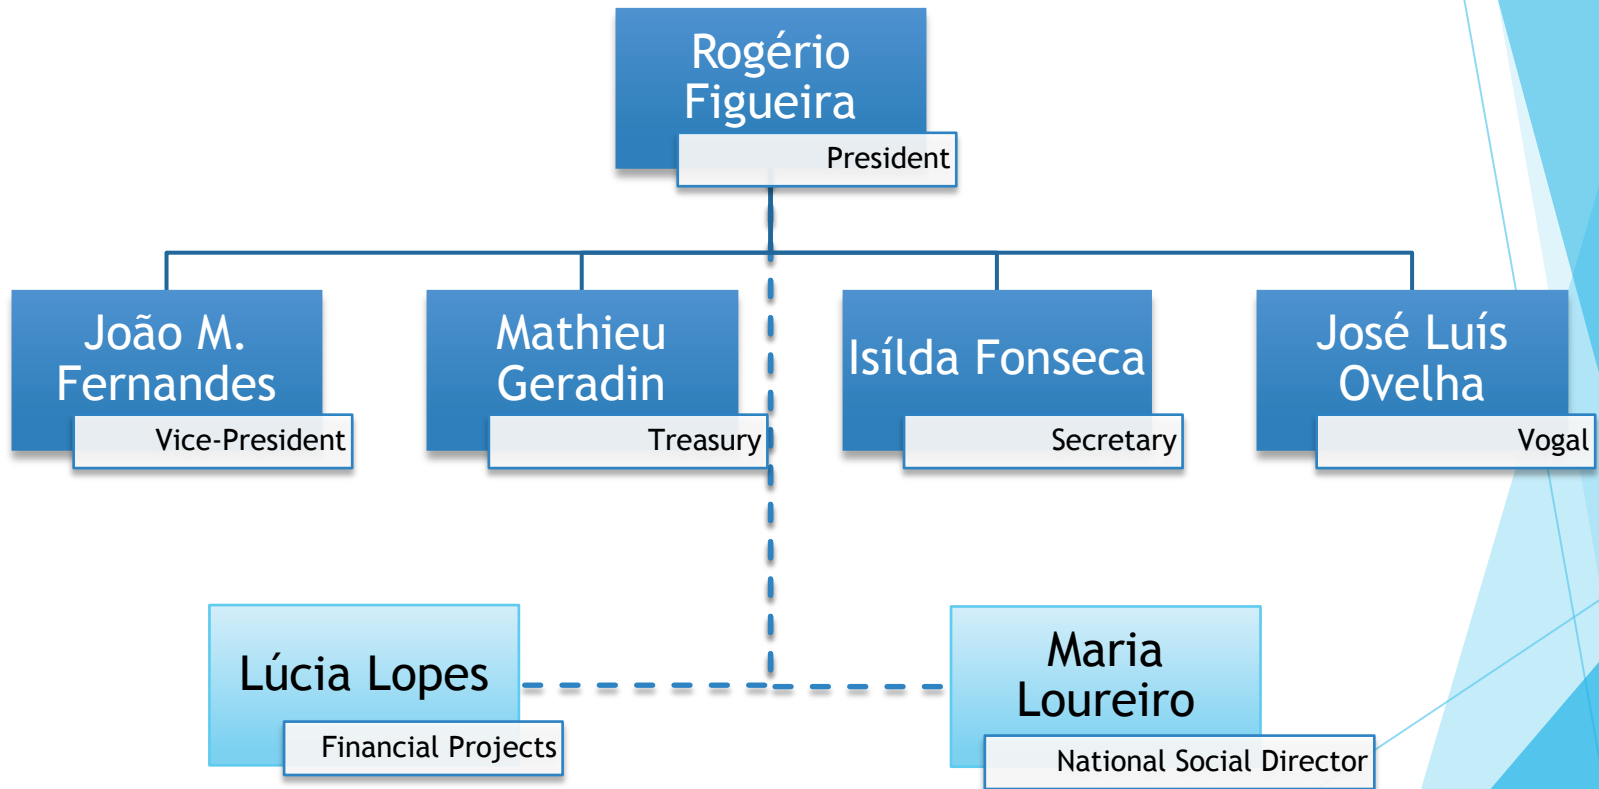 Rogério
Figueira
President
João M.
Fernandes
Vice-President
Mathieu
Geradin
Treasury
Isílda Fonseca
Secretary
José Luís
Ovelha
Vogal
Lúcia Lopes
Financial Projects
Maria
Loureiro
National Social Director